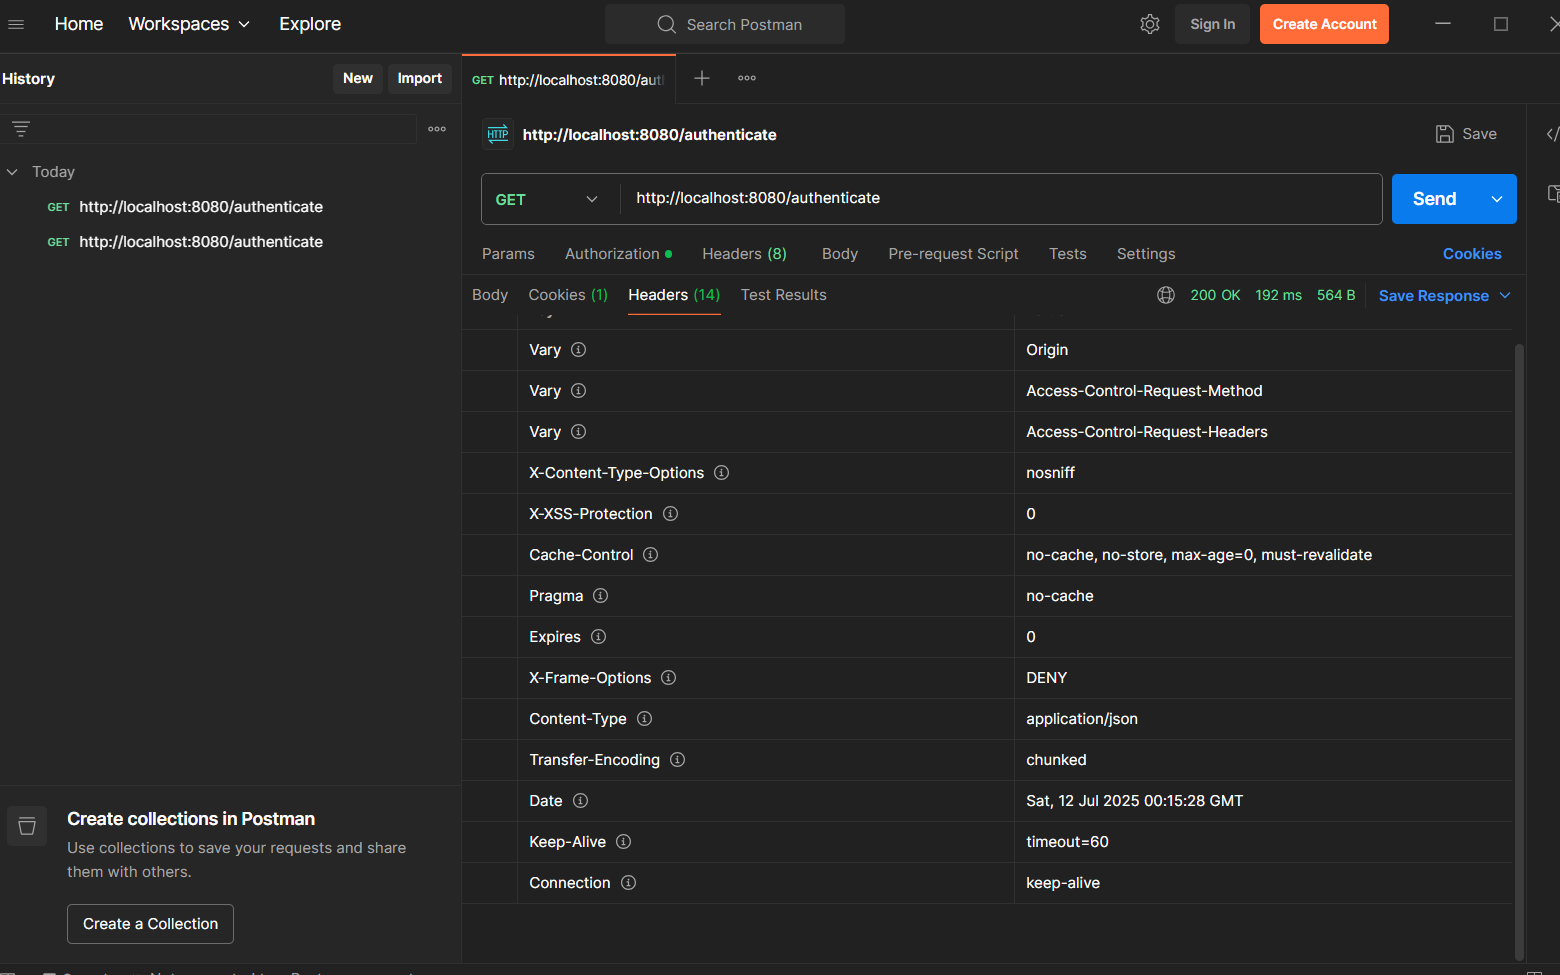 Home Workspaces Explore Search Postman Sign In Create Account
History New Import
GET http://localhost:8080/aut
HTTP http://localhost:8080/authenticate Save
Today
GET http://localhost:8080/authenticate
GET http://localhost:8080/authenticate
GET http://localhost:8080/authenticate Send
Params Authorization Headers (8) Body Pre-request Script Tests Settings Cookies
Body Cookies (1) Headers (14) Test Results 200 OK 192 ms 564 B Save Response
Vary Origin
Vary Access-Control-Request-Method
Vary Access-Control-Request-Headers
X-Content-Type-Options nosniff
X-XSS-Protection 0
Cache-Control no-cache, no-store, max-age=0, must-revalidate
Pragma no-cache
Expires 0
X-Frame-Options DENY
Content-Type application/json
Transfer-Encoding chunked
Date Sat, 12 Jul 2025 00:15:28 GMT
Keep-Alive timeout=60
Connection keep-alive
Create collections in Postman
Use collections to save your requests and share
them with others.
Create a Collection